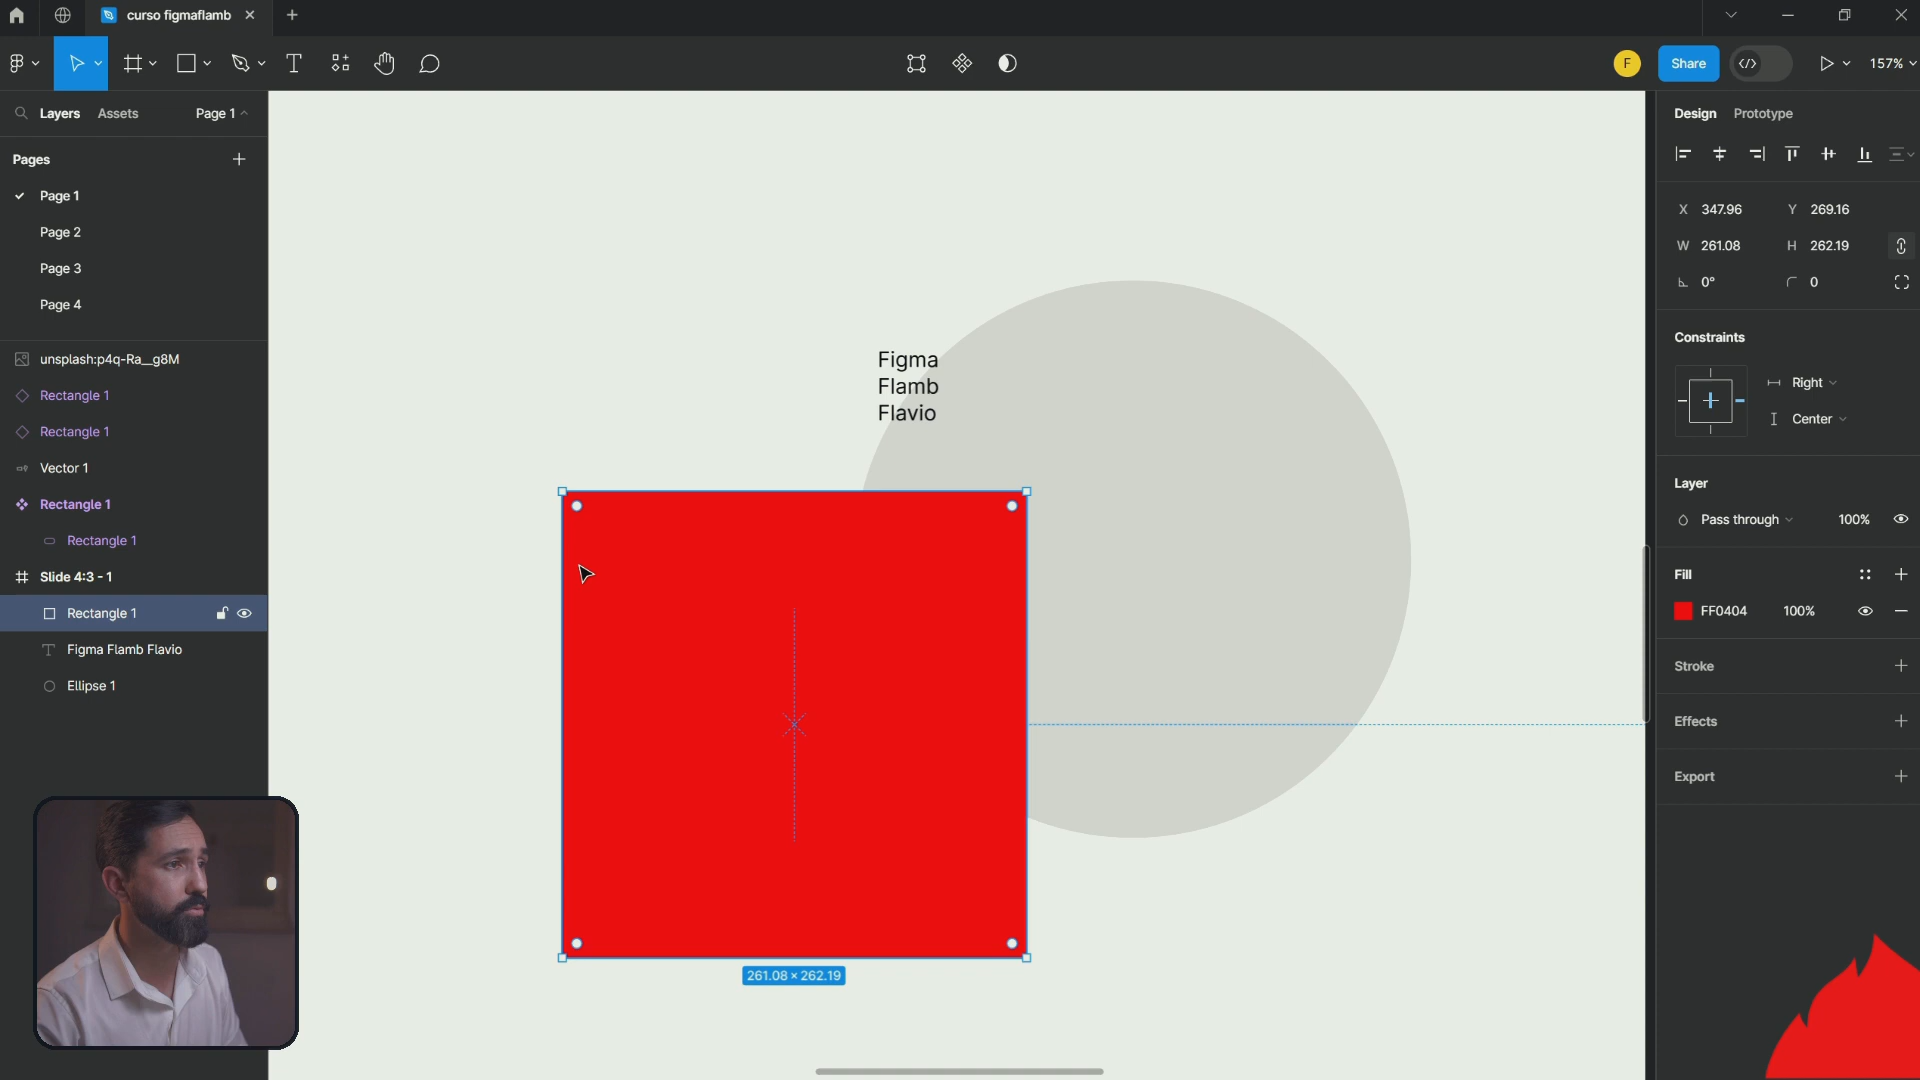 curso figmaflamb
Share
157%
Layers
Assets
Page 1
Pages
Page 1
Page 2
Page 3
Page 4
unsplash:p4q-Ra__g8M
Rectangle 1
Rectangle 1
Vector 1
Rectangle 1
Rectangle 1
Slide 4:3 - 1
Rectangle 1
Figma Flamb Flavio
Ellipse 1
Figma
Flamb
Flavio
261.08 × 262.19
F
Design
Prototype
X 347.96
Y 269.16
W 261.08
H 262.19
0°
0
Constraints
Right
Center
Layer
Pass through
100%
Fill
FF0404
100%
Stroke
Effects
Export